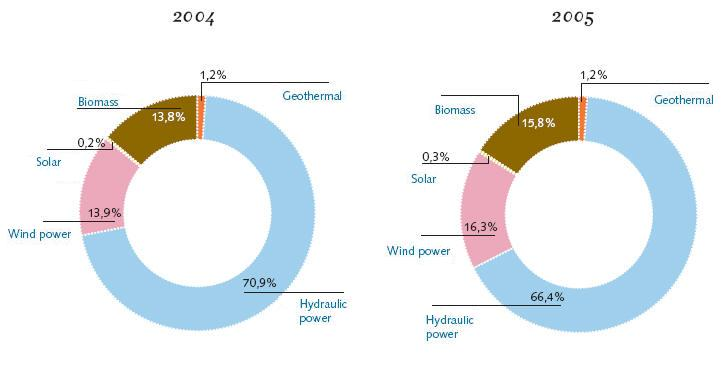 2004
1,2%
Geothermal
Biomass
13,8%
0,2%
Solar
13,9%
Wind power
70,9%
Hydraulic
power
2005
1,2%
Geothermal
Biomass
15,8%
0,3%
Solar
16,3%
Wind power
66,4%
Hydraulic
power